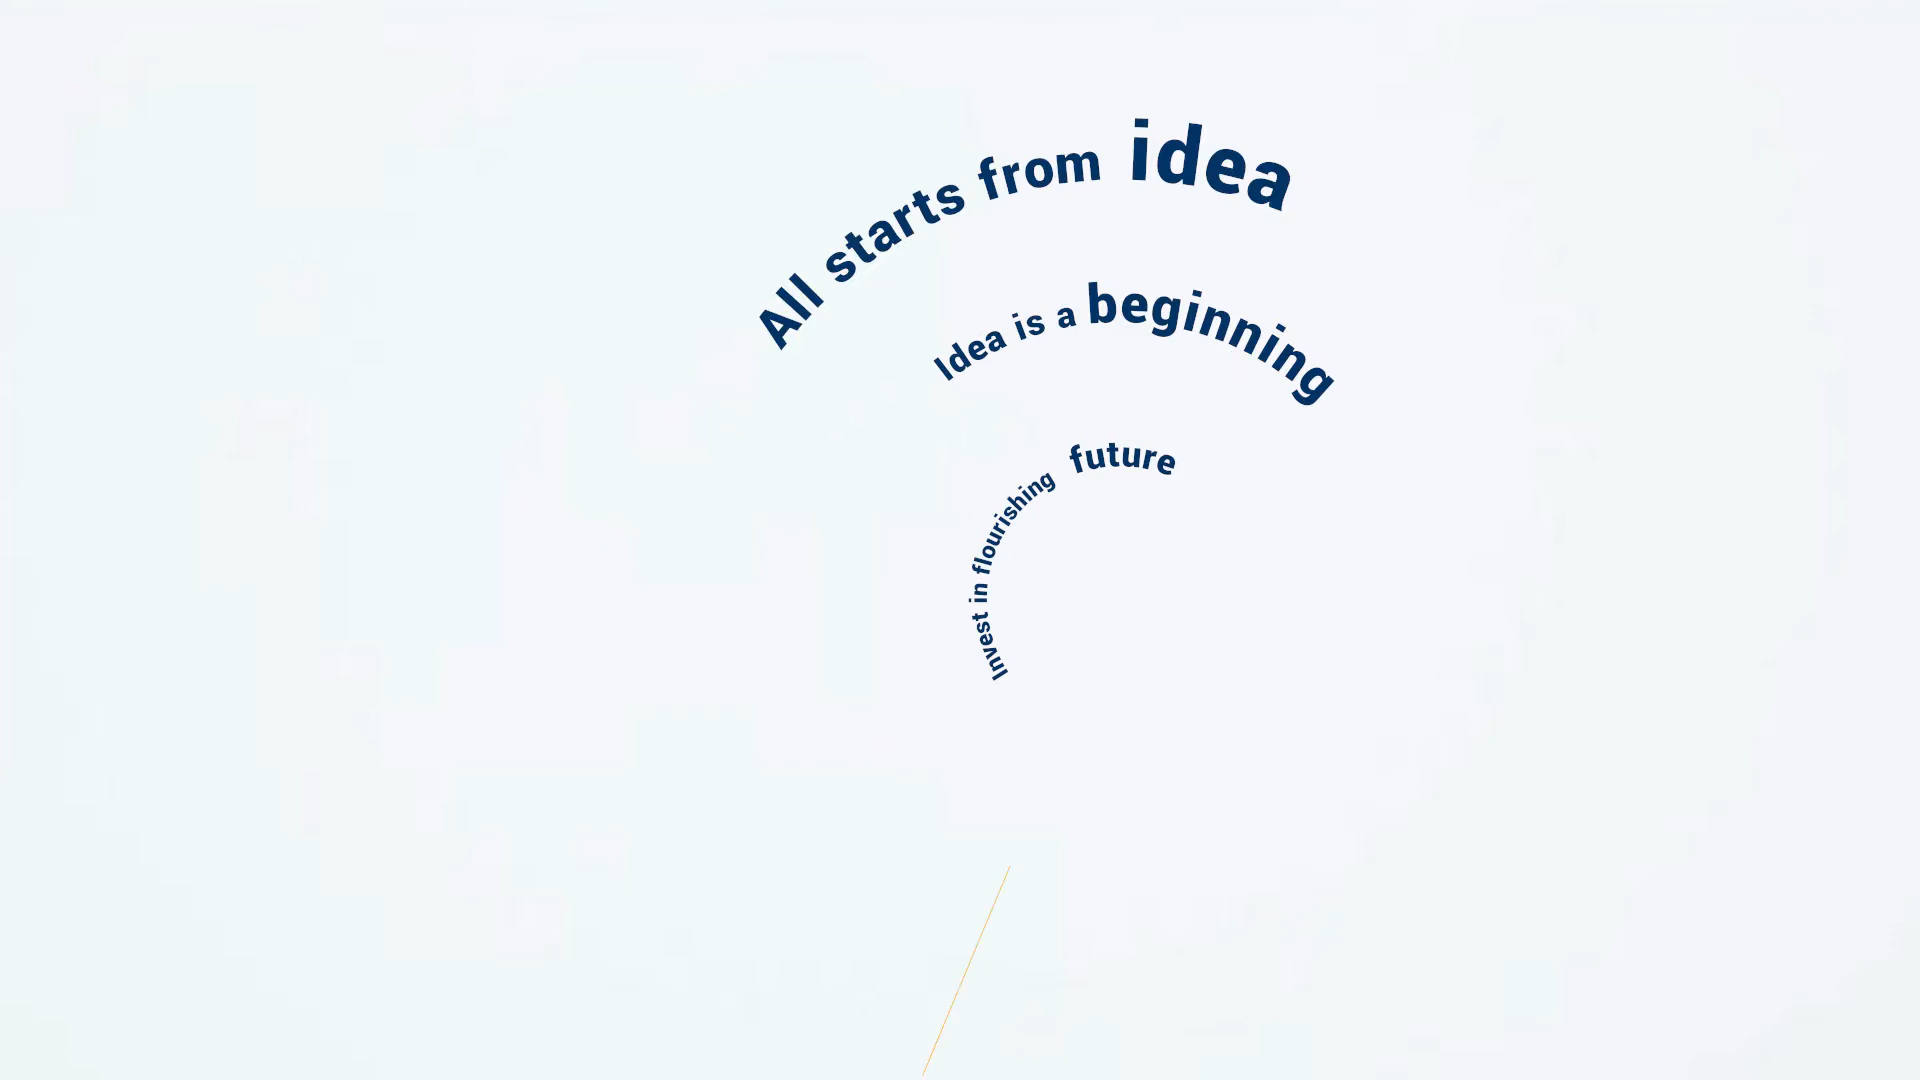 All starts from idea
Idea is a beginning
Invest in flourishing future